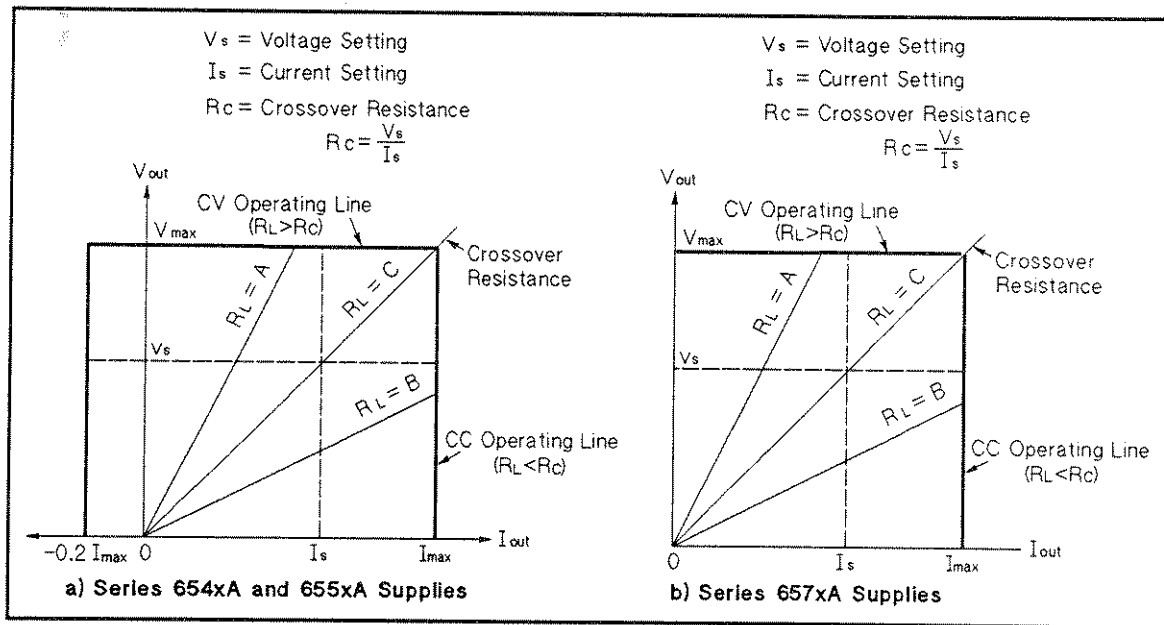 Vs = Voltage Setting
Is = Current Setting
Rc = Crossover Resistance
Rc = Vs
Is
Vout
CV Operating Line
(RL>Rc)
Vmax
Crossover
Resistance
RL = A
RL = C
Vs
RL = B
CC Operating Line
(RL<Rc)
-0.2 Imax
0
Is
Imax
Iout
a) Series 654xA and 655xA Supplies
Vs = Voltage Setting
Is = Current Setting
Rc = Crossover Resistance
Rc = Vs
Is
Vout
CV Operating Line
(RL>Rc)
Vmax
Crossover
Resistance
RL = A
RL = C
Vs
RL = B
CC Operating Line
(RL<Rc)
0
Is
Imax
Iout
b) Series 657xA Supplies